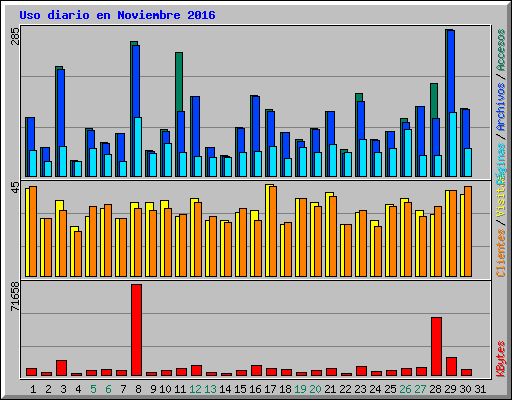 Uso diario en Noviembre 2016
285
45
71658
Clientes / Visitas
Páginas / Archivos / Accesos
KBytes
1 2 3 4 5 6 7 8 9 10 11 12 13 14 15 16 17 18 19 20 21 22 23 24 25 26 27 28 29 30 31